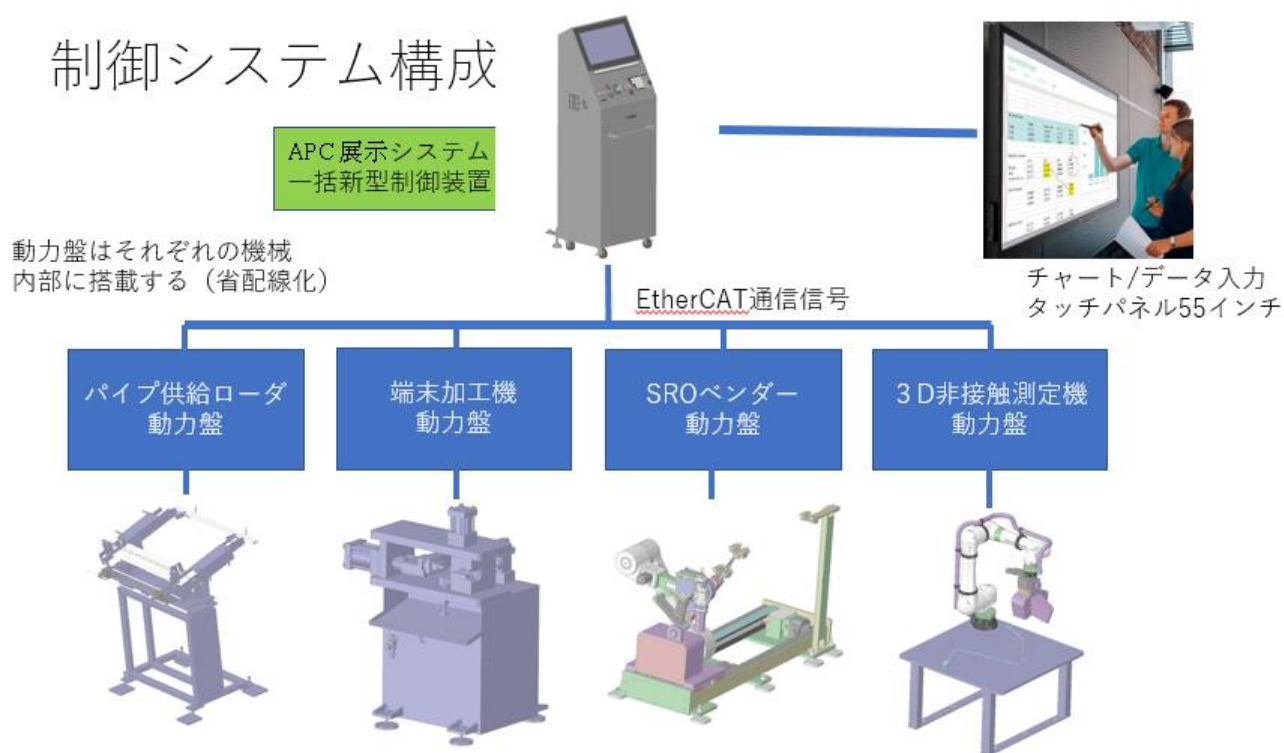 制御システム構成
APC展示システム
一括新型制御装置
動力盤はそれぞれの機械
内部に搭載する（省配線化）
チャート/データ入力
タッチパネル55インチ
EtherCAT通信信号
パイプ供給ローダ
動力盤
端末加工機
動力盤
SROベンダー
動力盤
３D非接触測定機
動力盤